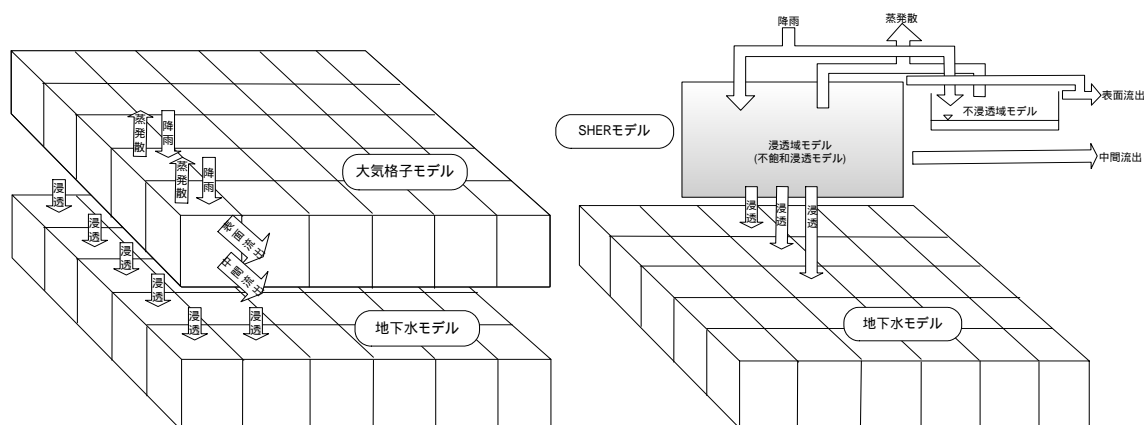 蒸発散
降雨
蒸発散
降雨
大気格子モデル
浸透
浸透
浸透
浸透
浸透
浸透
表面流出
中間流出
地下水モデル
降雨
蒸発散
表面流出
不浸透域モデル
SHERモデル
浸透域モデル
(不飽和浸透モデル)
中間流出
浸透
浸透
浸透
地下水モデル